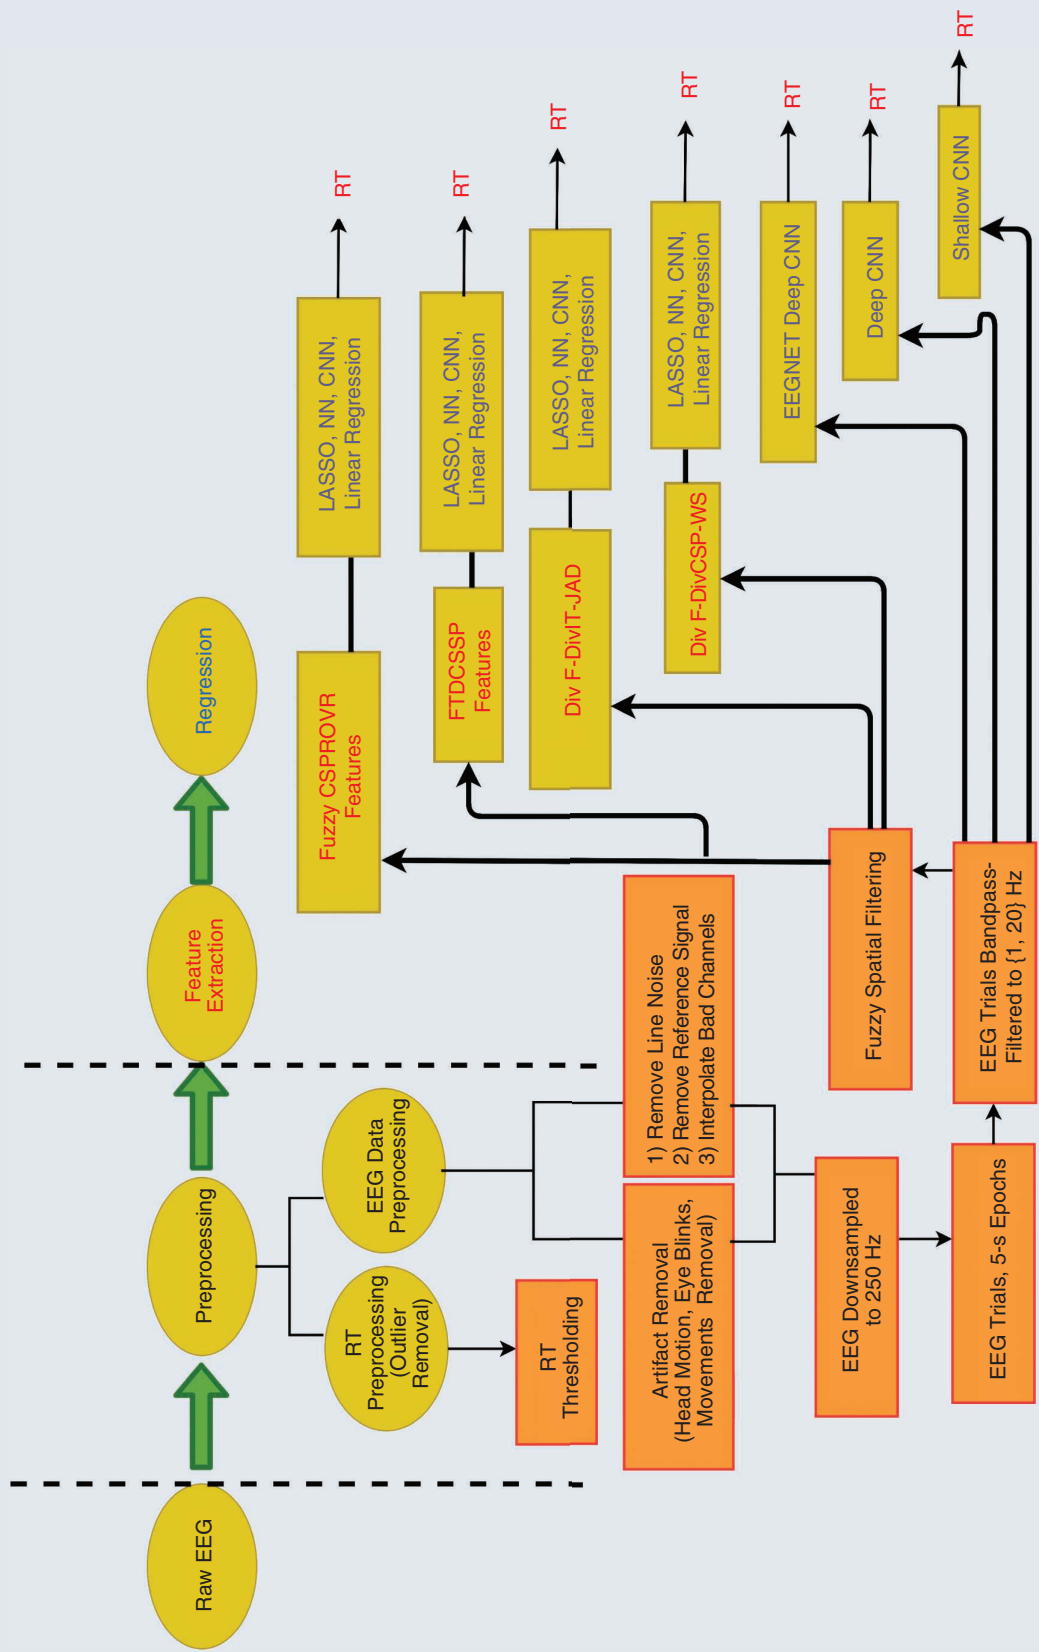 Raw EEG
Preprocessing
Feature
Extraction
Regression
RT
Preprocessing
(Outlier
Removal)
EEG Data
Preprocessing
RT
Thresholding
Artifact Removal
(Head Motion, Eye Blinks,
Movements Removal)
1) Remove Line Noise
2) Remove Reference Signal
3) Interpolate Bad Channels
EEG Downsampled
to 250 Hz
EEG Trials, 5-s Epochs
EEG Trials Bandpass-
Filtered to {1, 20} Hz
Fuzzy Spatial Filtering
Fuzzy CSPROVR
Features
LASSO, NN, CNN,
Linear Regression
RT
FTDCSSP
Features
LASSO, NN, CNN,
Linear Regression
RT
Div F-DivIT-JAD
LASSO, NN, CNN,
Linear Regression
RT
Div F-DivCSP-WS
LASSO, NN, CNN,
Linear Regression
RT
EEGNET Deep CNN
RT
Deep CNN
RT
Shallow CNN
RT